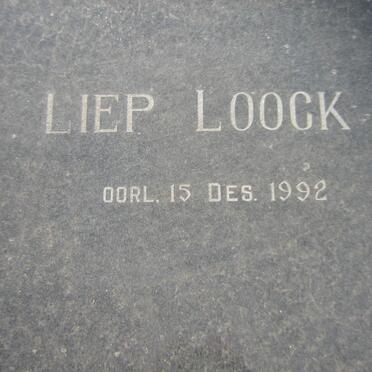 LIEP LOOCK
OORL. 15 DES. 1992